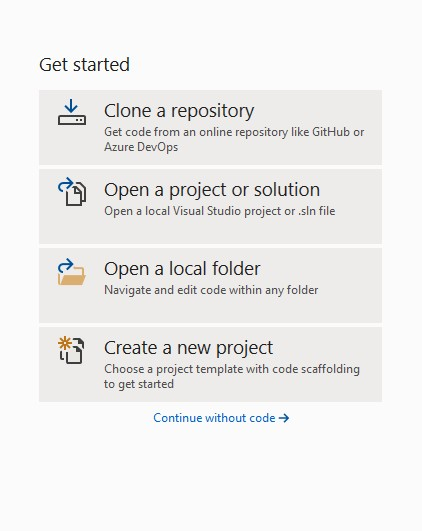 Get started
Clone a repository
Get code from an online repository like GitHub or
Azure DevOps
Open a project or solution
Open a local Visual Studio project or .sln file
Open a local folder
Navigate and edit code within any folder
Create a new project
Choose a project template with code scaffolding
to get started
Continue without code →